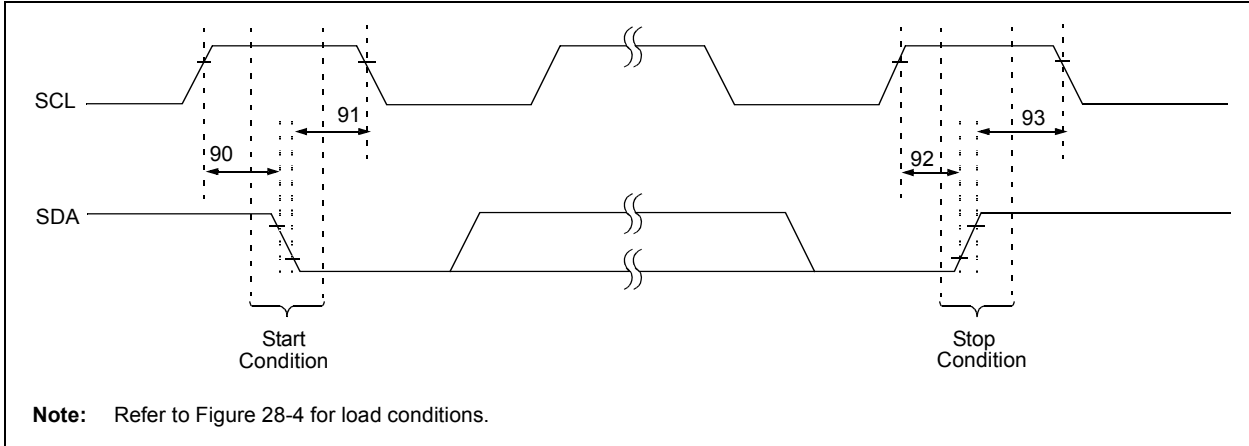 SCL
91
93
90
92
SDA
Start
Condition
Stop
Condition
Note: Refer to Figure 28-4 for load conditions.